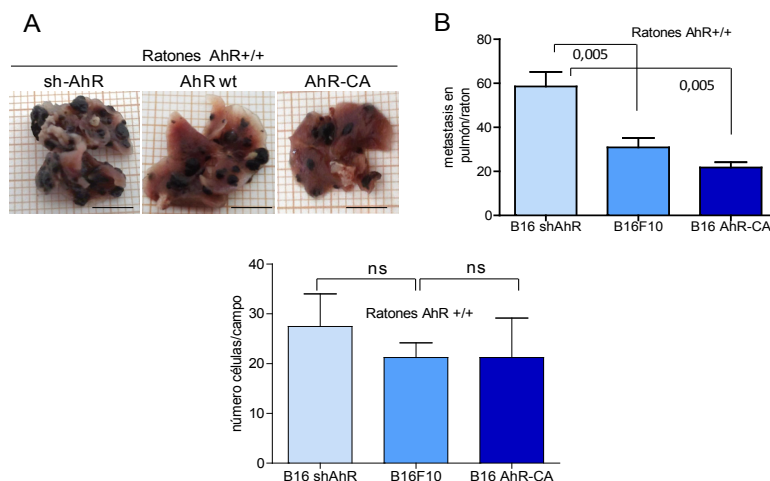 A
Ratones AhR+/+
sh-AhR AhR wt AhR-CA
B
Ratones AhR+/+
0,005
0,005
metastasis en
pulmón/raton
80
60
40
20
0
B16 shAhR B16F10 B16 AhR-CA
ns ns
Ratones AhR +/+
número células/campo
40
30
20
10
0
B16 shAhR B16F10 B16 AhR-CA